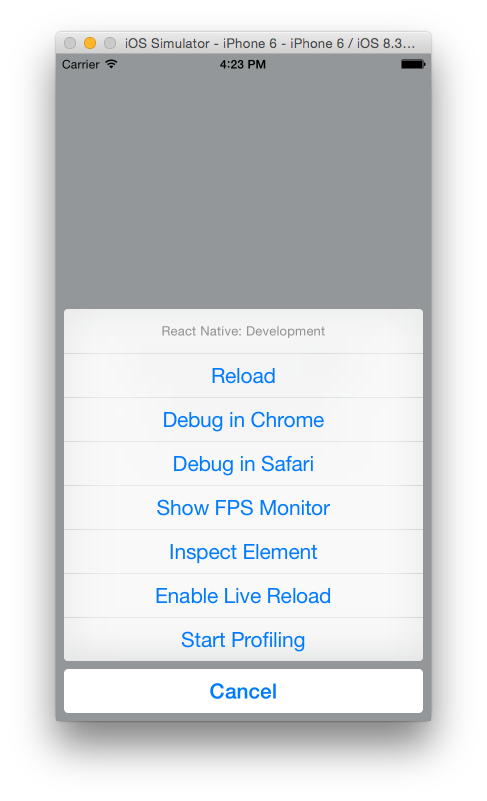 iOS Simulator - iPhone 6 - iPhone 6 / iOS 8.3...
Carrier 4:23 PM
React Native: Development
Reload
Debug in Chrome
Debug in Safari
Show FPS Monitor
Inspect Element
Enable Live Reload
Start Profiling
Cancel